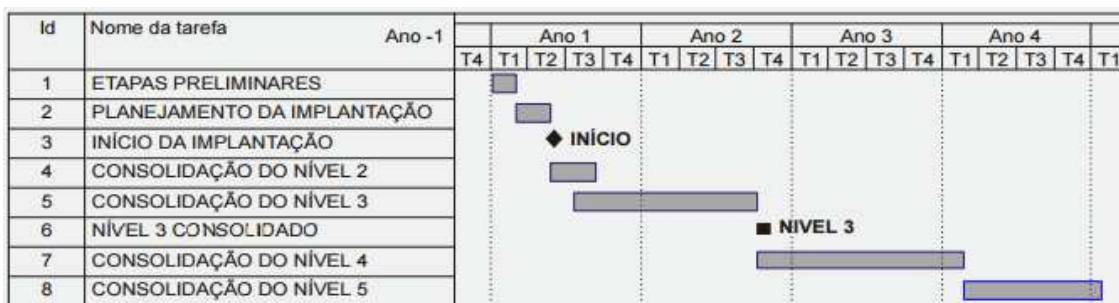 Id Nome da tarefa Ano -1 Ano 1 Ano 2 Ano 3 Ano 4
T4 T1 T2 T3 T4 T1 T2 T3 T4 T1 T2 T3 T4 T1 T2 T3 T4 T1
1 ETAPAS PRELIMINARES
2 PLANEJAMENTO DA IMPLANTAÇÃO
3 INÍCIO DA IMPLANTAÇÃO INÍCIO
4 CONSOLIDAÇÃO DO NÍVEL 2
5 CONSOLIDAÇÃO DO NÍVEL 3
6 NÍVEL 3 CONSOLIDADO NIVEL 3
7 CONSOLIDAÇÃO DO NÍVEL 4
8 CONSOLIDAÇÃO DO NÍVEL 5